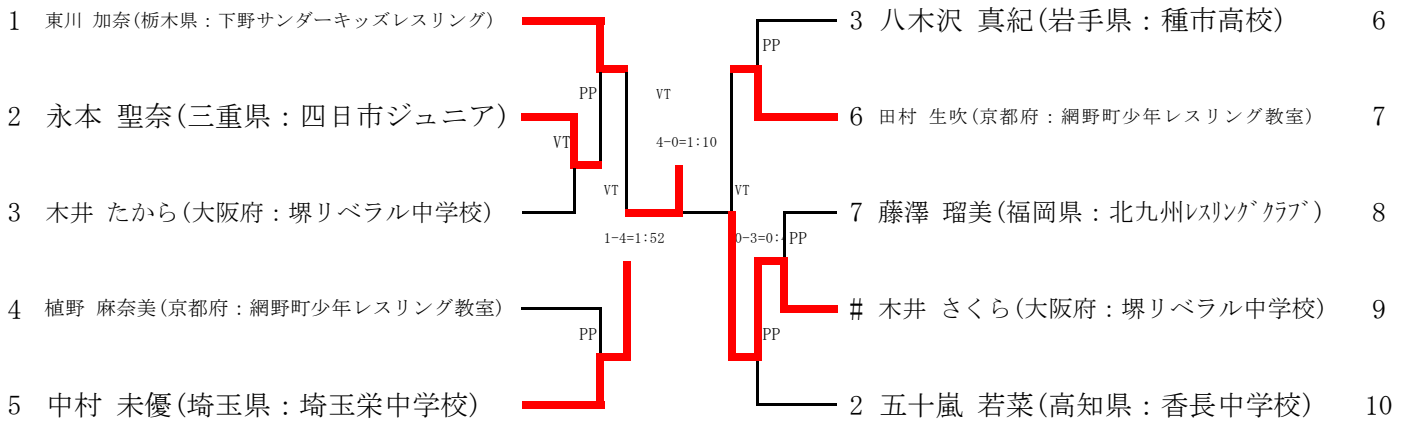 1 東川 加奈(栃木県:下野サンダーキッズレスリング)
2 永本 聖奈(三重県:四日市ジュニア)
3 木井 たから(大阪府:堺リベラル中学校)
4 植野 麻奈美(京都府:網野町少年レスリング教室)
5 中村 未優(埼玉県:埼玉栄中学校)
PP
VT
VT
1-4=1:52
PP
VT
4-0=1:10
PP
VT
0-3=0:
PP
PP
3 八木沢 真紀(岩手県:種市高校) 6
6 田村 生吹(京都府:網野町少年レスリング教室) 7
7 藤澤 瑠美(福岡県:北九州ﾚｽﾘﾝｸﾞｸﾗﾌﾞ) 8
# 木井 さくら(大阪府:堺リベラル中学校) 9
2 五十嵐 若菜(高知県:香長中学校) 10